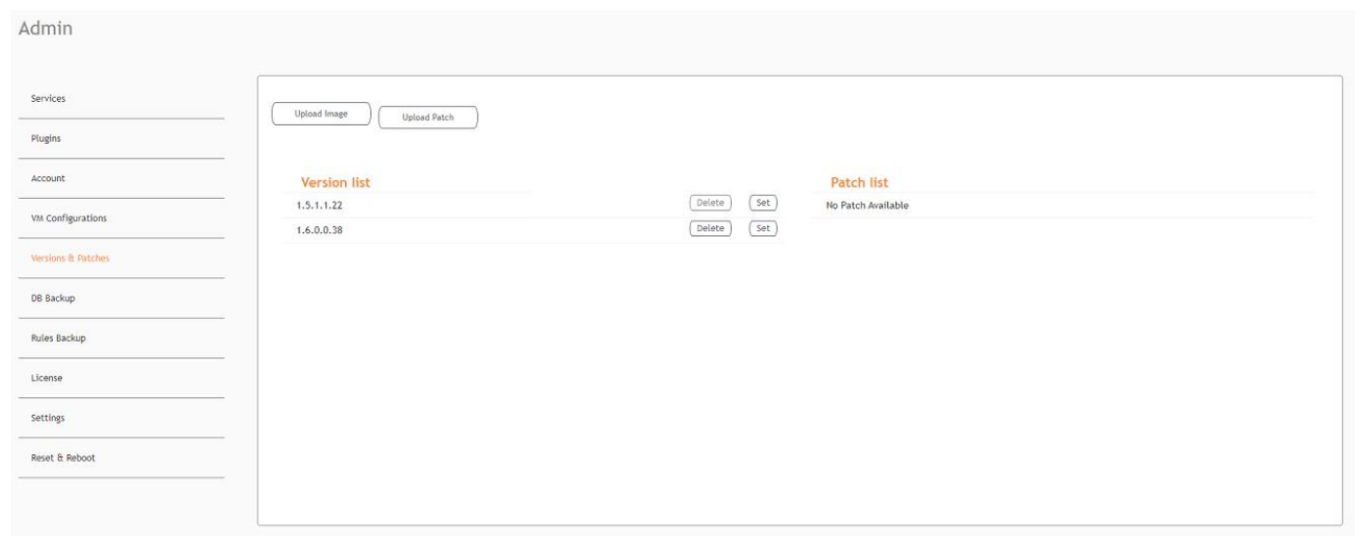 Admin
Services
Plugins
Account
VM Configurations
Versions & Patches
DB Backup
Rules Backup
License
Settings
Reset & Reboot
Upload Image Upload Patch
Version list
1.5.1.1.22 Delete Set
1.6.0.0.38 Delete Set
Patch list
No Patch Available